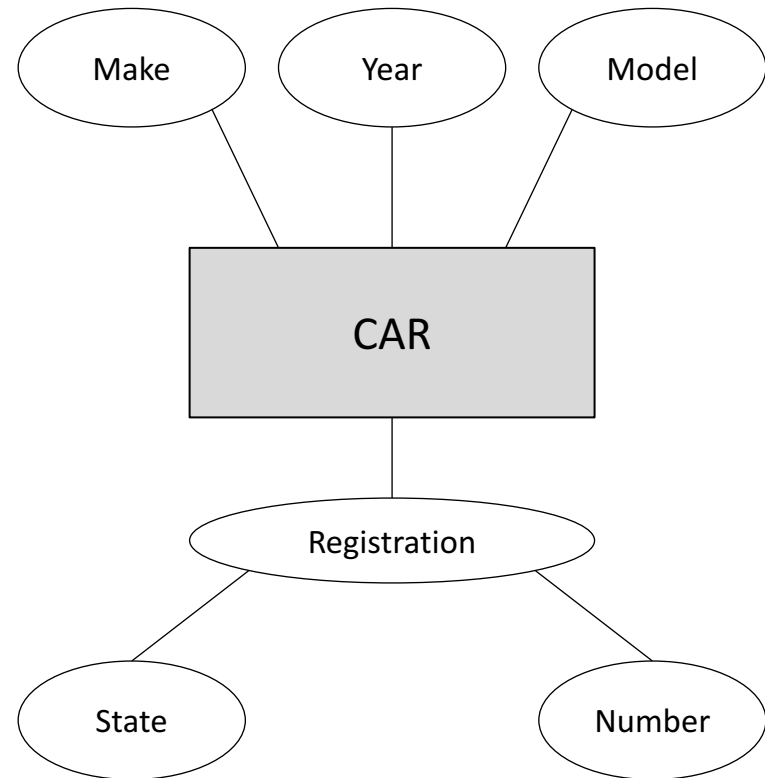 Make
Year
Model
CAR
Registration
State
Number